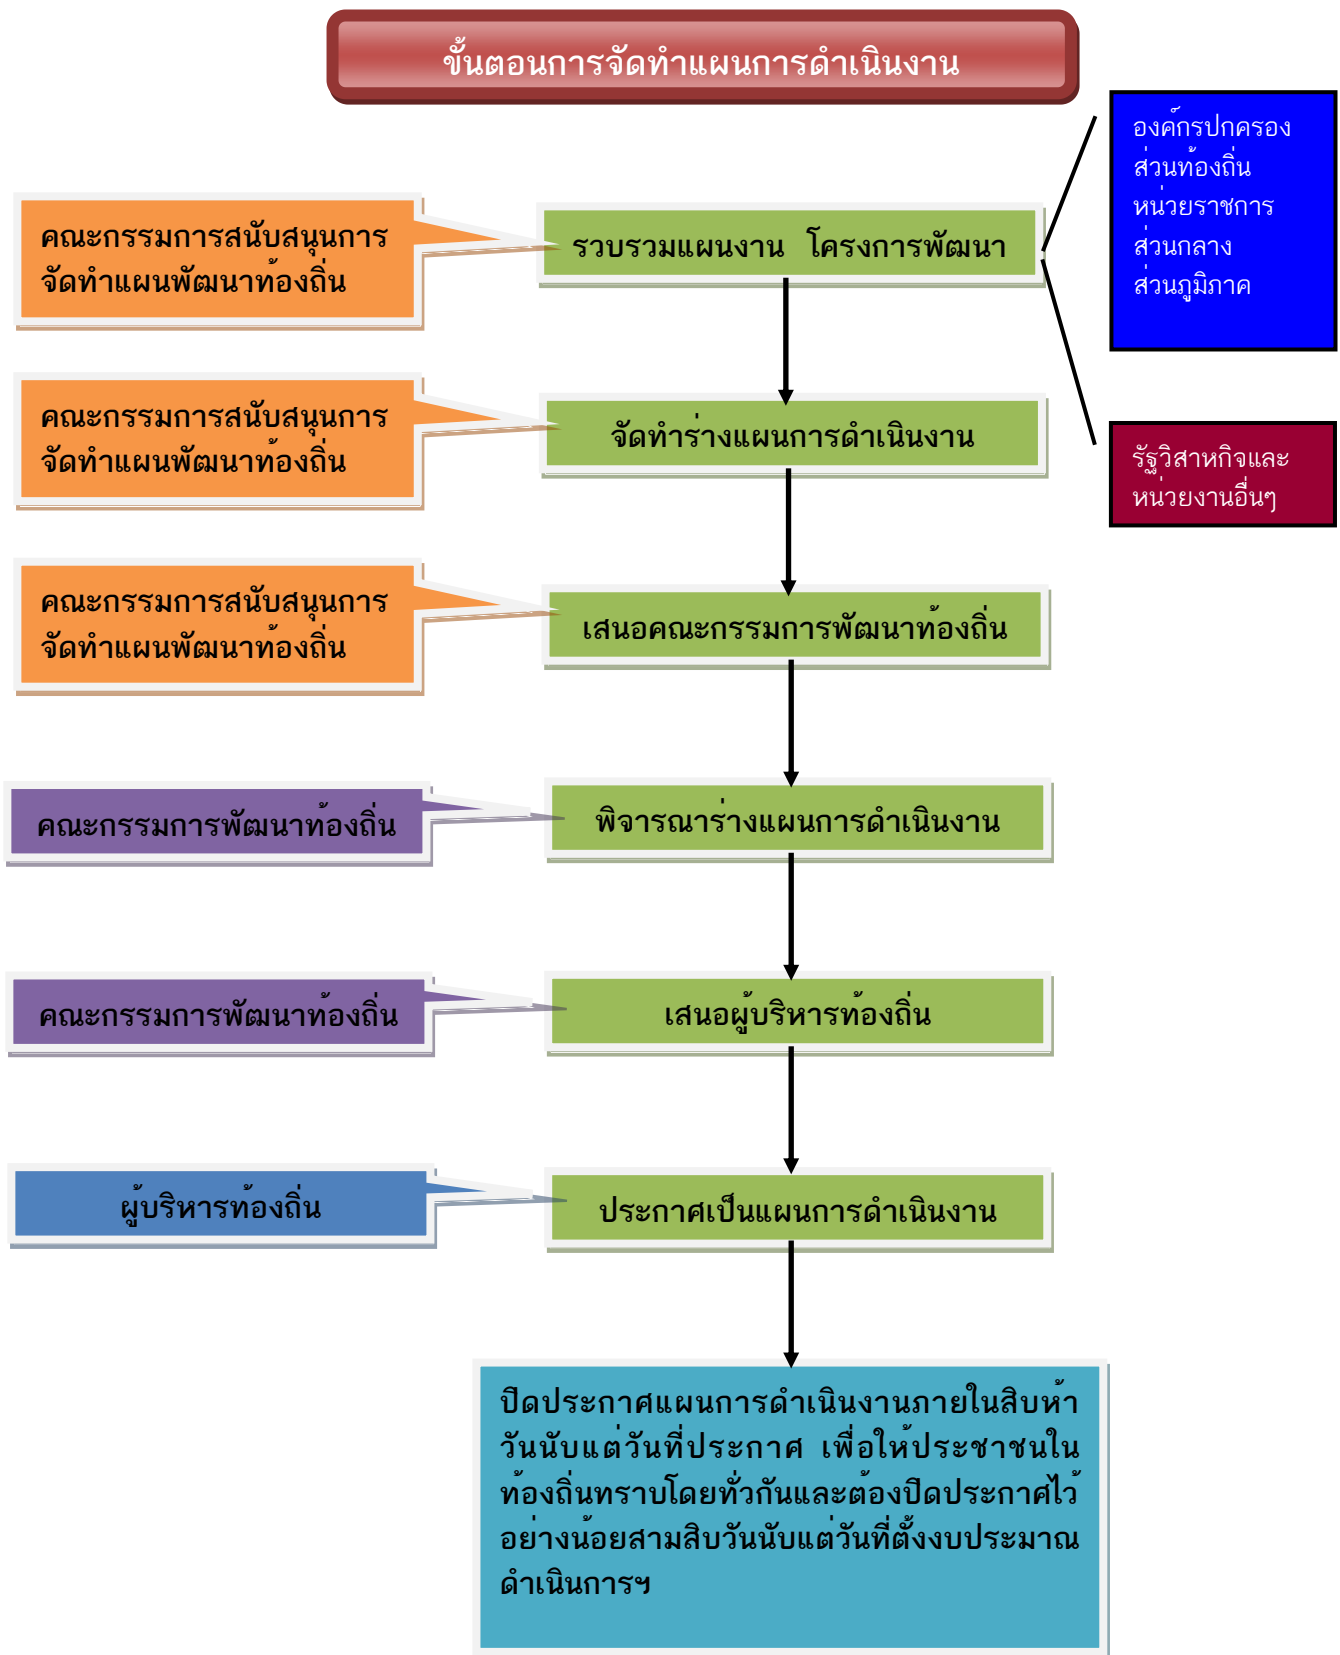 ขั้นตอนการจัดทำแผนการดำเนินงาน
องค์กรปกครอง
ส่วนท้องถิ่น
หน่วยราชการ
ส่วนกลาง
ส่วนภูมิภาค
คณะกรรมการสนับสนุนการ
จัดทำแผนพัฒนาท้องถิ่น
รวบรวมแผนงาน โครงการพัฒนา
คณะกรรมการสนับสนุนการ
จัดทำแผนพัฒนาท้องถิ่น
จัดทำร่างแผนการดำเนินงาน
รัฐวิสาหกิจและ
หน่วยงานอื่นๆ
คณะกรรมการสนับสนุนการ
จัดทำแผนพัฒนาท้องถิ่น
เสนอคณะกรรมการพัฒนาท้องถิ่น
คณะกรรมการพัฒนาท้องถิ่น
พิจารณาร่างแผนการดำเนินงาน
คณะกรรมการพัฒนาท้องถิ่น
เสนอผู้บริหารท้องถิ่น
ผู้บริหารท้องถิ่น
ประกาศเป็นแผนการดำเนินงาน
ปิดประกาศแผนการดำเนินงานภายในสิบห้า
วันนับแต่วันที่ประกาศ เพื่อให้ประชาชนใน
ท้องถิ่นทราบโดยทั่วกันและต้องปิดประกาศไว้
อย่างน้อยสามสิบวันนับแต่วันที่ตั้งงบประมาณ
ดำเนินการฯ